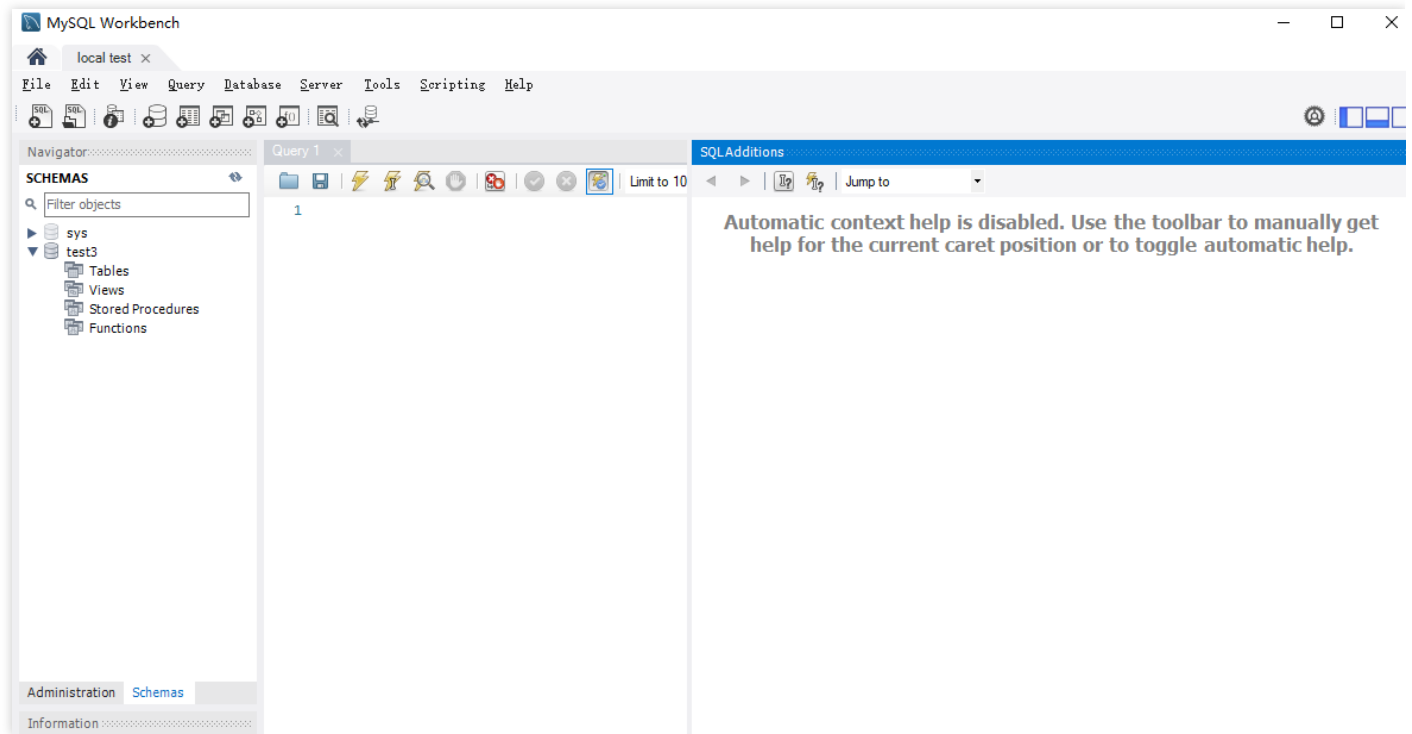 MySQL Workbench
local test
File Edit View Query Database Server Tools Scripting Help
SQL SQL
Navigator
SCHEMAS
Filter objects
sys
test3
Tables
Views
Stored Procedures
Functions
Administration Schemas
Information
Query 1
Limit to 10
1
SQLAdditions
Jump to
Automatic context help is disabled. Use the toolbar to manually get
help for the current caret position or to toggle automatic help.